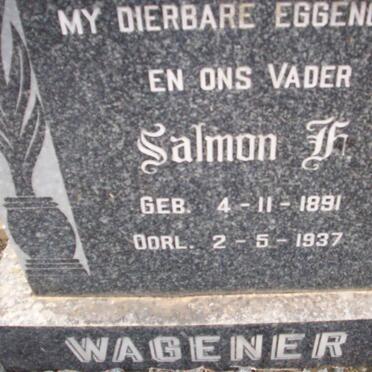 MY DIERBARE EGGENO
EN ONS VADER
Salmon F.
GEB. 4-11-1891
OORL. 2-5-1937
WAGENER